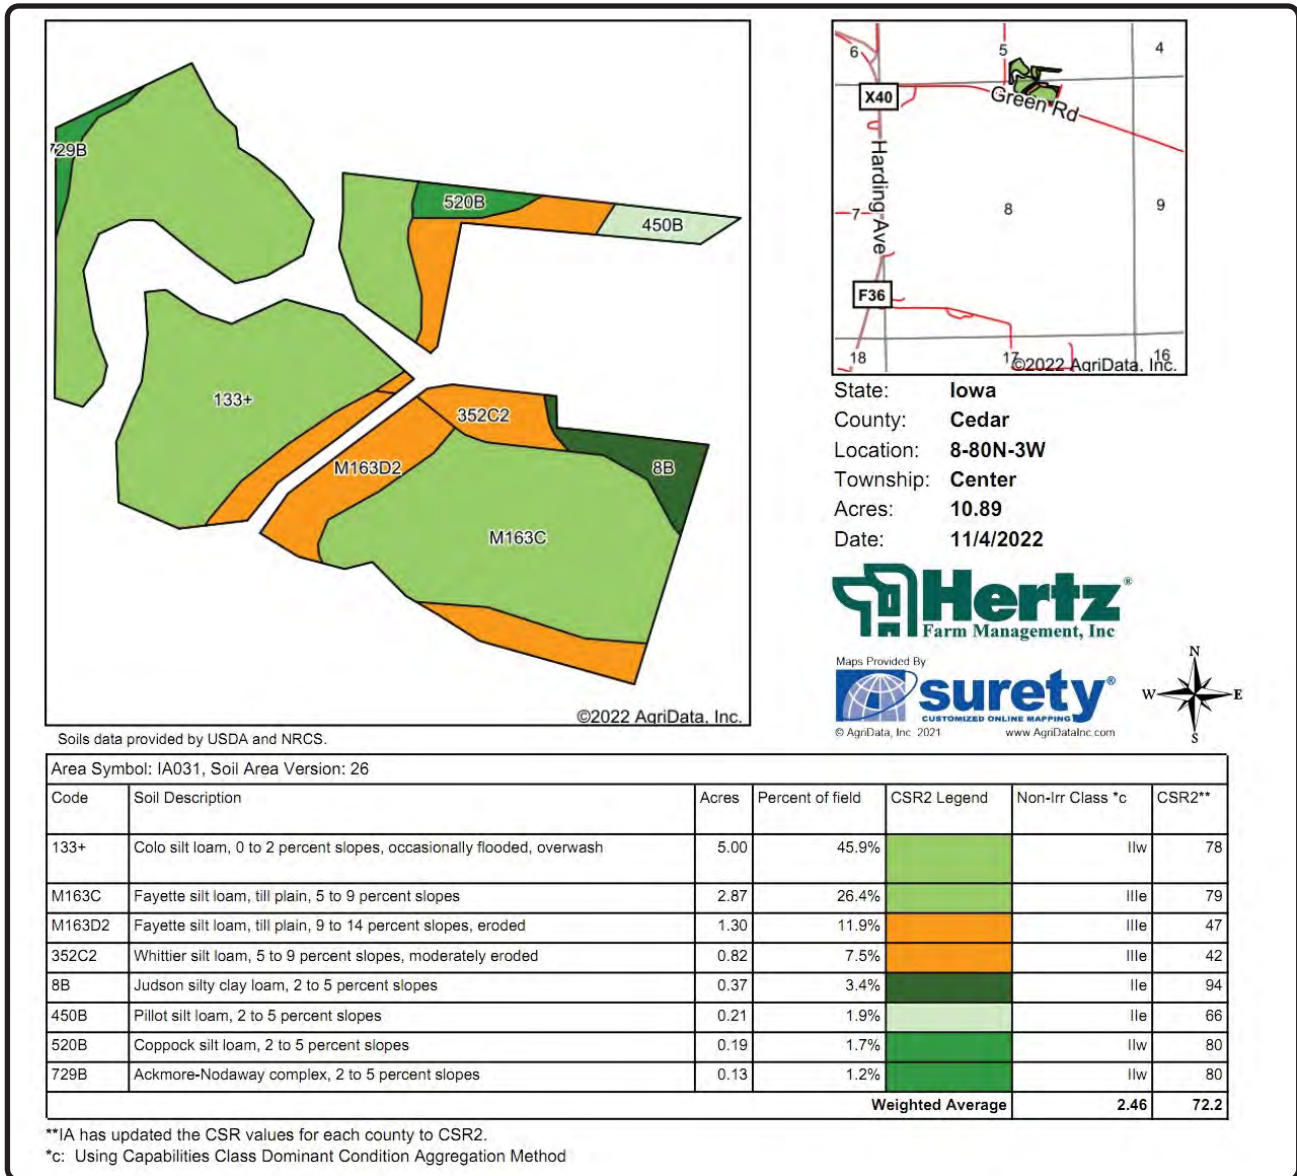 729B
520B
450B
133+
352C2
M163D2
8B
M163C
©2022 AgriData, Inc.
Soils data provided by USDA and NRCS.
6
5
4
X40
Green Rd
Harding Ave
7
8
9
F36
18
17
16
©2022 AgriData, Inc.
State: Iowa
County: Cedar
Location: 8-80N-3W
Township: Center
Acres: 10.89
Date: 11/4/2022
Hertz®
Farm Management, Inc
Maps Provided By
surety®
CUSTOMIZED ONLINE MAPPING
© AgriData, Inc 2021 www.AgriDataInc.com
N
W E
S
Area Symbol: IA031, Soil Area Version: 26
Code Soil Description Acres Percent of field CSR2 Legend Non-Irr Class *c CSR2**
133+ Colo silt loam, 0 to 2 percent slopes, occasionally flooded, overwash 5.00 45.9% IIw 78
M163C Fayette silt loam, till plain, 5 to 9 percent slopes 2.87 26.4% IIIe 79
M163D2 Fayette silt loam, till plain, 9 to 14 percent slopes, eroded 1.30 11.9% IIIe 47
352C2 Whittier silt loam, 5 to 9 percent slopes, moderately eroded 0.82 7.5% IIIe 42
8B Judson silty clay loam, 2 to 5 percent slopes 0.37 3.4% IIe 94
450B Pillot silt loam, 2 to 5 percent slopes 0.21 1.9% IIe 66
520B Coppock silt loam, 2 to 5 percent slopes 0.19 1.7% IIw 80
729B Ackmore-Nodaway complex, 2 to 5 percent slopes 0.13 1.2% IIw 80
Weighted Average 2.46 72.2
**IA has updated the CSR values for each county to CSR2.
*c: Using Capabilities Class Dominant Condition Aggregation Method